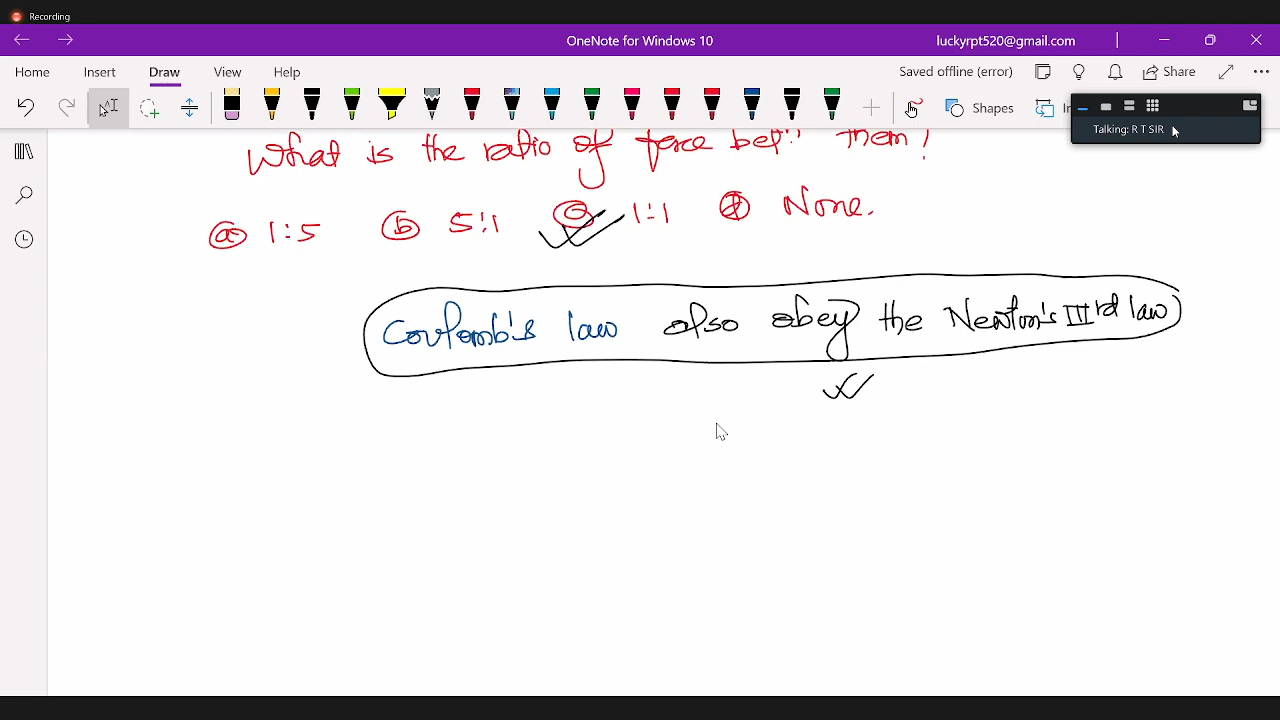 Recording
OneNote for Windows 10
luckyrpt520@gmail.com
Home Insert Draw View Help
Saved offline (error)
Share
Shapes
Talking: R T SIR
What is the ratio of force betn them?
(a) 1:5 (b) 5:1 (c) 1:1 (d) None.
Coulomb's law also obey the Newton's IIIrd law